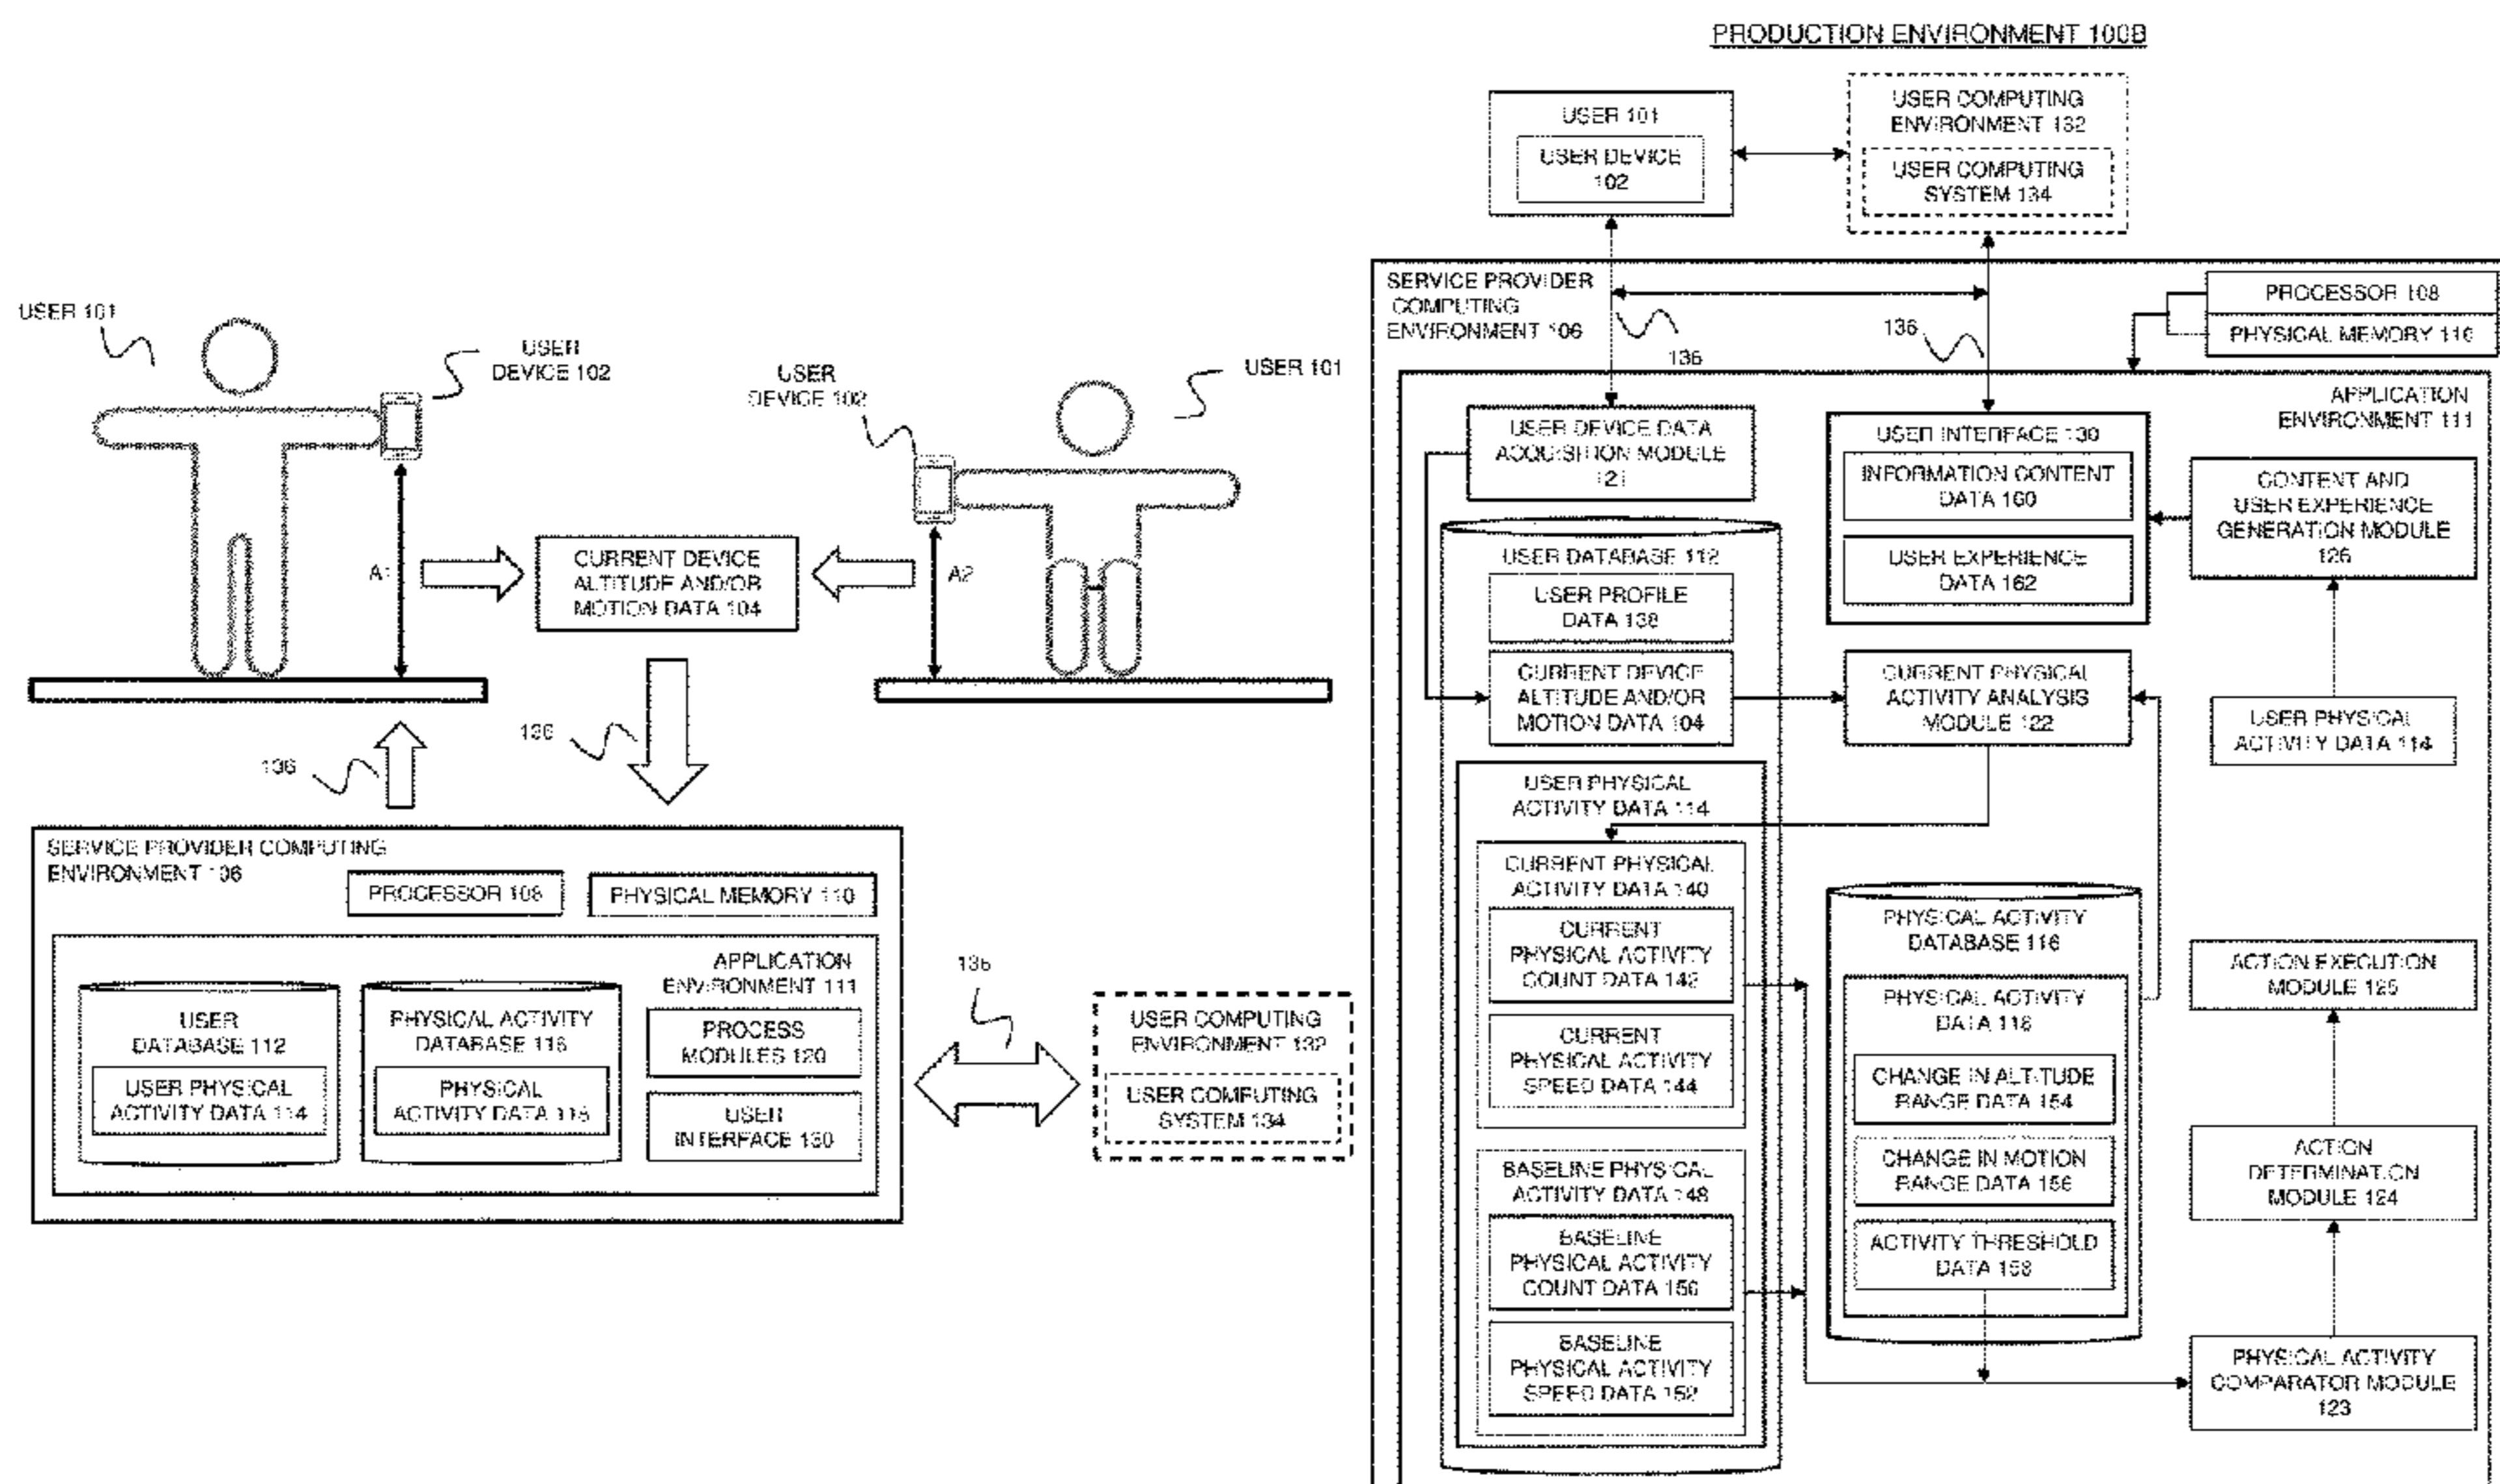 USER 101
USER
DEVICE 102
USER
DEVICE 102
USER 101
A1
CURRENT DEVICE
ALTITUDE AND/OR
MOTION DATA 104
A2
136
136
SERVICE PROVIDER COMPUTING
ENVIRONMENT 106
PROCESSOR 108
PHYSICAL MEMORY 110
APPLICATION
ENVIRONMENT 111
USER
DATABASE 112
USER PHYSICAL
ACTIVITY DATA 114
PHYSICAL ACTIVITY
DATABASE 116
PHYSICAL
ACTIVITY DATA 118
PROCESS
MODULES 120
USER
INTERFACE 130
136
USER COMPUTING
ENVIRONMENT 132
USER COMPUTING
SYSTEM 134
PRODUCTION ENVIRONMENT 100B
USER 101
USER DEVICE
102
USER COMPUTING
ENVIRONMENT 132
USER COMPUTING
SYSTEM 134
SERVICE PROVIDER
COMPUTING
ENVIRONMENT 106
136
136
PROCESSOR 108
PHYSICAL MEMORY 110
APPLICATION
ENVIRONMENT 111
USER DEVICE DATA
ACQUISITION MODULE
121
USER INTERFACE 130
INFORMATION CONTENT
DATA 160
USER EXPERIENCE
DATA 162
CONTENT AND
USER EXPERIENCE
GENERATION MODULE
126
USER DATABASE 112
USER PROFILE
DATA 138
CURRENT DEVICE
ALTITUDE AND/OR
MOTION DATA 104
CURRENT PHYSICAL
ACTIVITY ANALYSIS
MODULE 122
USER PHYSICAL
ACTIVITY DATA 114
USER PHYSICAL
ACTIVITY DATA 114
CURRENT PHYSICAL
ACTIVITY DATA 140
CURRENT
PHYSICAL ACTIVITY
COUNT DATA 142
CURRENT
PHYSICAL ACTIVITY
SPEED DATA 144
BASELINE PHYSICAL
ACTIVITY DATA 148
BASELINE
PHYSICAL ACTIVITY
COUNT DATA 150
BASELINE
PHYSICAL ACTIVITY
SPEED DATA 152
PHYSICAL ACTIVITY
DATABASE 116
PHYSICAL ACTIVITY
DATA 118
CHANGE IN ALTITUDE
RANGE DATA 154
CHANGE IN MOTION
RANGE DATA 156
ACTIVITY THRESHOLD
DATA 158
ACTION EXECUTION
MODULE 125
ACTION
DETERMINATION
MODULE 124
PHYSICAL ACTIVITY
COMPARATOR MODULE
123